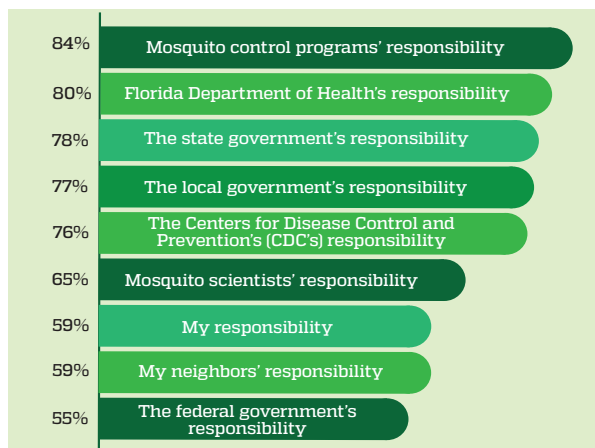 84% Mosquito control programs' responsibility
80% Florida Department of Health's responsibility
78% The state government's responsibility
77% The local government's responsibility
76% The Centers for Disease Control and
Prevention's (CDC's) responsibility
65% Mosquito scientists' responsibility
59% My responsibility
59% My neighbors' responsibility
55% The federal government's
responsibility